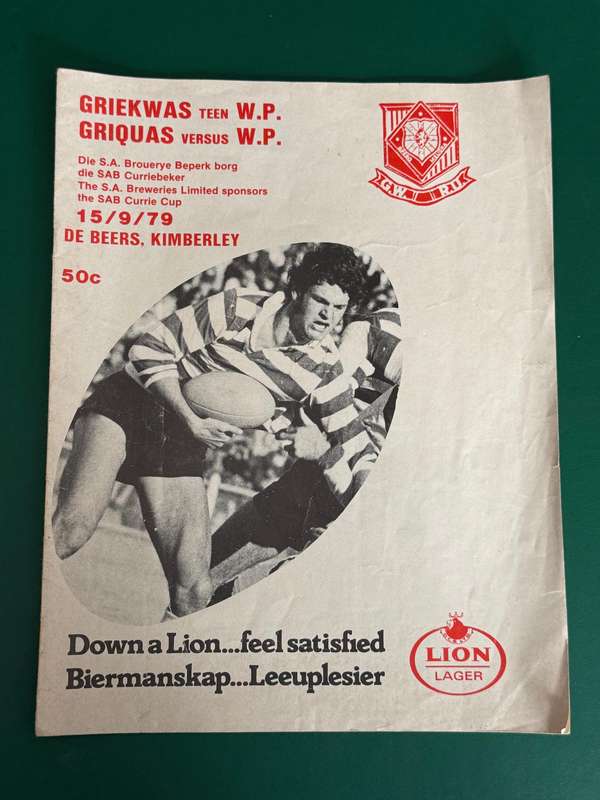 GRIEKWAS TEEN W.P.
GRIQUAS VERSUS W.P.
Die S.A. Brouerye Beperk borg
die SAB Curriebeker
The S.A. Breweries Limited sponsors
the SAB Currie Cup
15/9/79
DE BEERS, KIMBERLEY
50c
G.W. R.U.
Down a Lion...feel satisfied
Biermanskap...Leeuplesier
LION
LAGER